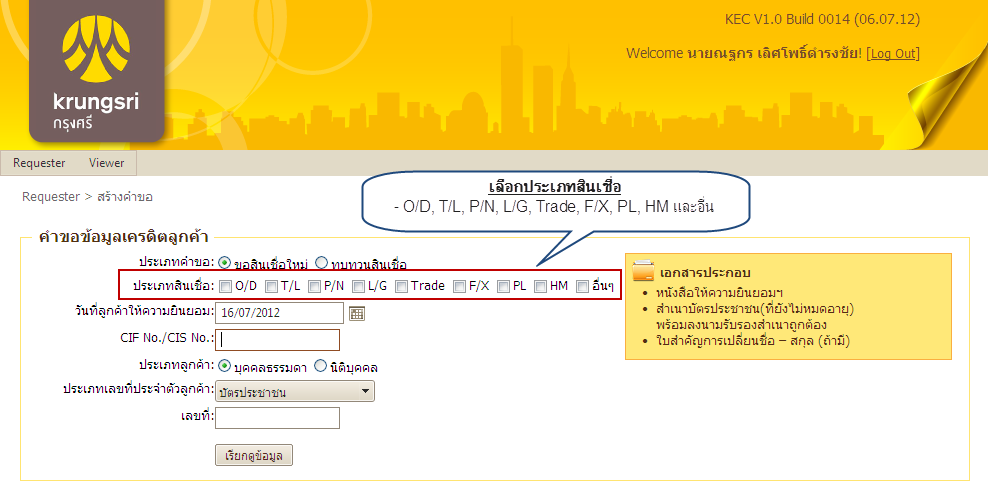 KEC V1.0 Build 0014 (06.07.12)
Welcome นายณฐกร เลิศโพธิ์ดำรงชัย! [Log Out]
krungsri
กรุงศรี
Requester Viewer
Requester > สร้างคำขอ
เลือกประเภทสินเชื่อ
- O/D, T/L, P/N, L/G, Trade, F/X, PL, HM และอื่น
คำขอข้อมูลเครดิตลูกค้า
ประเภทคำขอ: ขอสินเชื่อใหม่ ทบทวนสินเชื่อ
ประเภทสินเชื่อ: O/D T/L P/N L/G Trade F/X PL HM อื่นๆ
วันที่ลูกค้าให้ความยินยอม: 16/07/2012
CIF No./CIS No.:
ประเภทลูกค้า: บุคคลธรรมดา นิติบุคคล
ประเภทเลขที่ประจำตัวลูกค้า: บัตรประชาชน
เลขที่:
เรียกดูข้อมูล
เอกสารประกอบ
• หนังสือให้ความยินยอมฯ
• สำเนาบัตรประชาชน(ที่ยังไม่หมดอายุ)
พร้อมลงนามรับรองสำเนาถูกต้อง
• ใบสำคัญการเปลี่ยนชื่อ – สกุล (ถ้ามี)